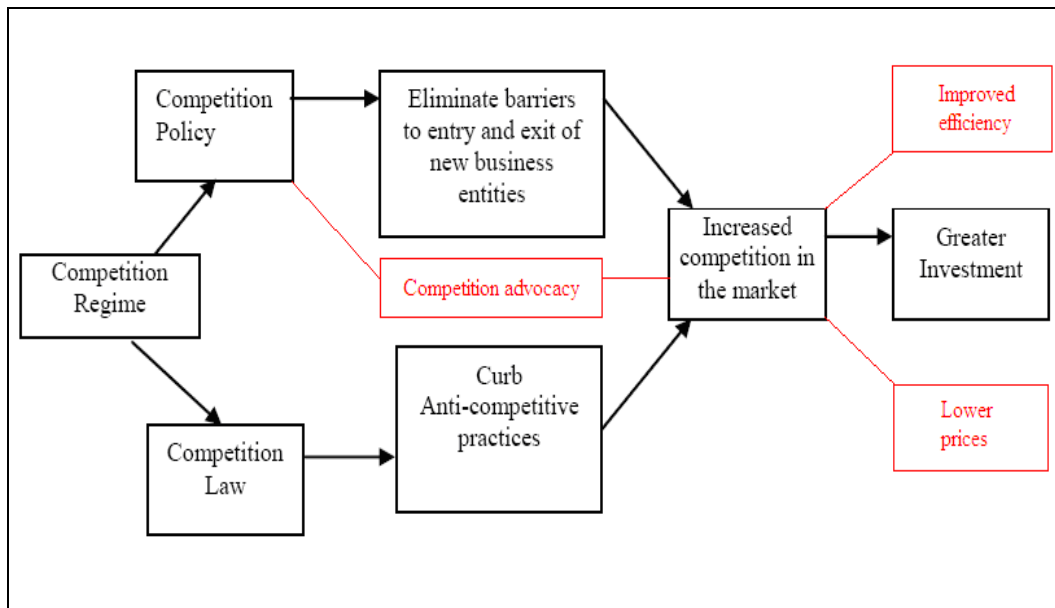 Competition
Policy
Eliminate barriers
to entry and exit of
new business
entities
Improved
efficiency
Competition
Regime
Competition advocacy
Increased
competition in
the market
Greater
Investment
Competition
Law
Curb
Anti-competitive
practices
Lower
prices